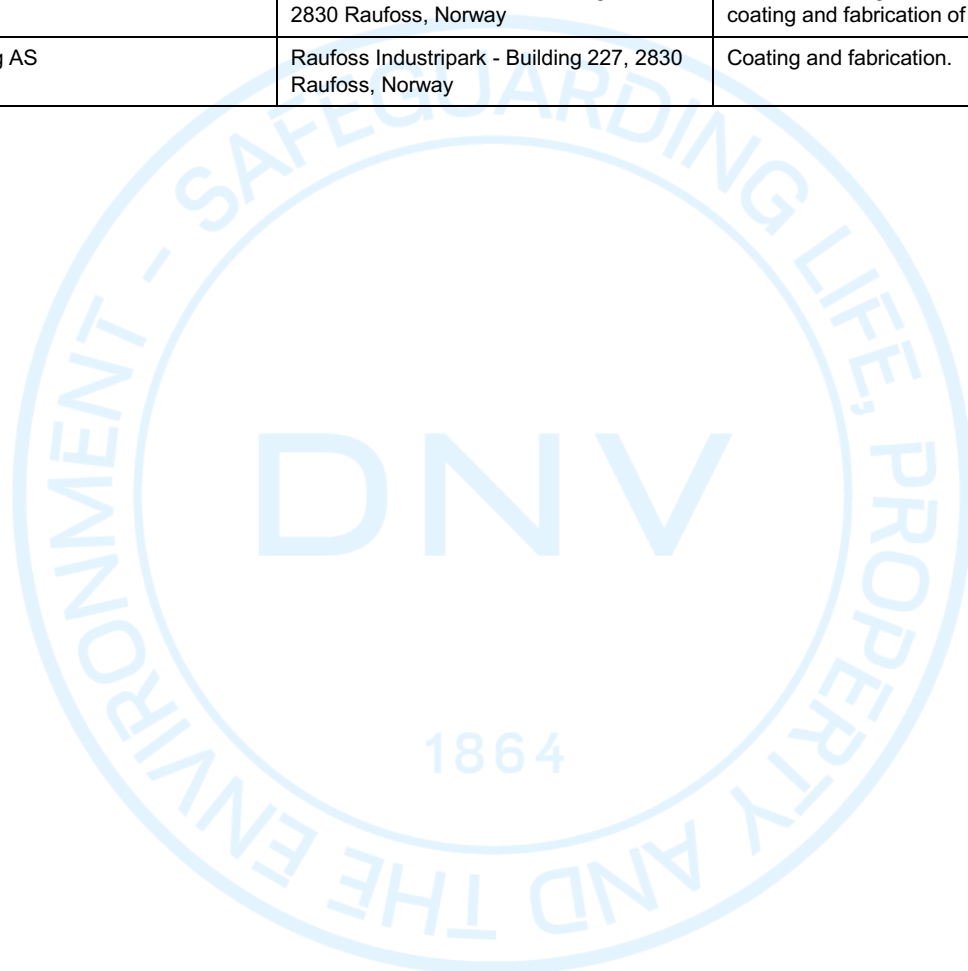 2830 Raufoss, Norway
coating and fabrication of
AS
Raufoss Industripark - Building 227, 2830
Raufoss, Norway
Coating and fabrication.
SAFEGUARDING LIFE, PROPERTY AND THE ENVIRONMENT -
DNV
1864